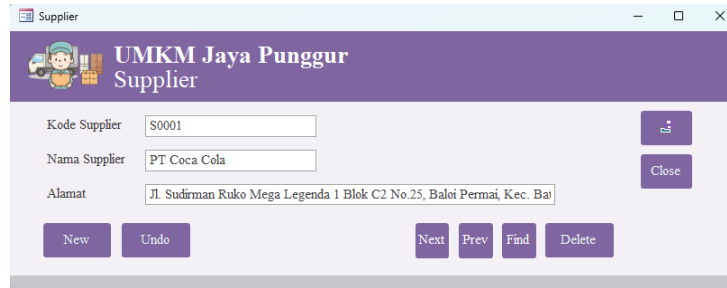 Supplier
UMKM Jaya Punggur
Supplier
Kode Supplier S0001
Nama Supplier PT Coca Cola
Close
Alamat Jl. Sudirman Ruko Mega Legenda 1 Blok C2 No.25, Baloi Permai, Kec. Bat
New Undo Next Prev Find Delete